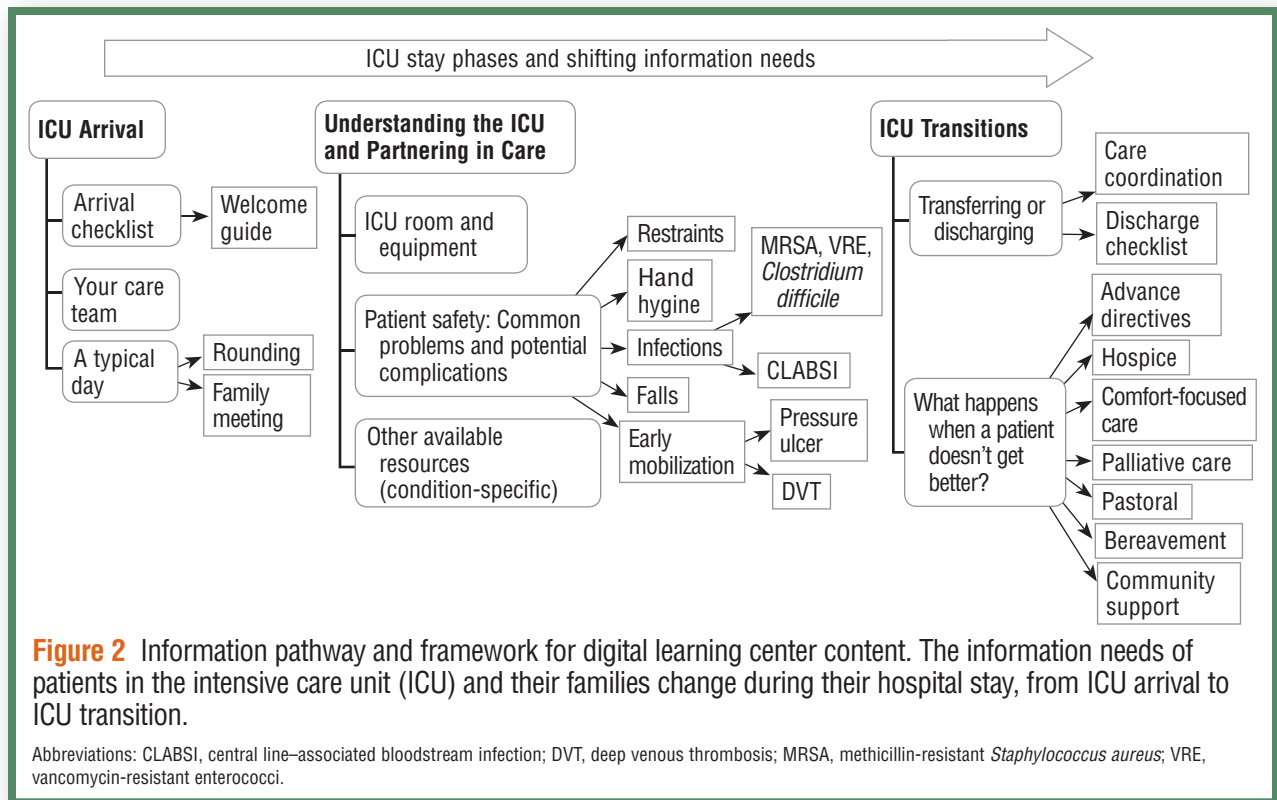 ICU stay phases and shifting information needs
ICU Arrival
Arrival
checklist
Welcome
guide
Your care
team
A typical
day
Rounding
Family
meeting
Understanding the ICU
and Partnering in Care
ICU room and
equipment
Patient safety: Common
problems and potential
complications
Restraints
Hand
hygine
Infections
MRSA, VRE,
Clostridium
difficile
CLABSI
Falls
Early
mobilization
Pressure
ulcer
DVT
Other available
resources
(condition-specific)
ICU Transitions
Transferring or
discharging
Care
coordination
Discharge
checklist
What happens
when a patient
doesn’t get
better?
Advance
directives
Hospice
Comfort-focused
care
Palliative care
Pastoral
Bereavement
Community
support
Figure 2 Information pathway and framework for digital learning center content. The information needs of
patients in the intensive care unit (ICU) and their families change during their hospital stay, from ICU arrival to
ICU transition.
Abbreviations: CLABSI, central line–associated bloodstream infection; DVT, deep venous thrombosis; MRSA, methicillin-resistant Staphylococcus aureus; VRE,
vancomycin-resistant enterococci.